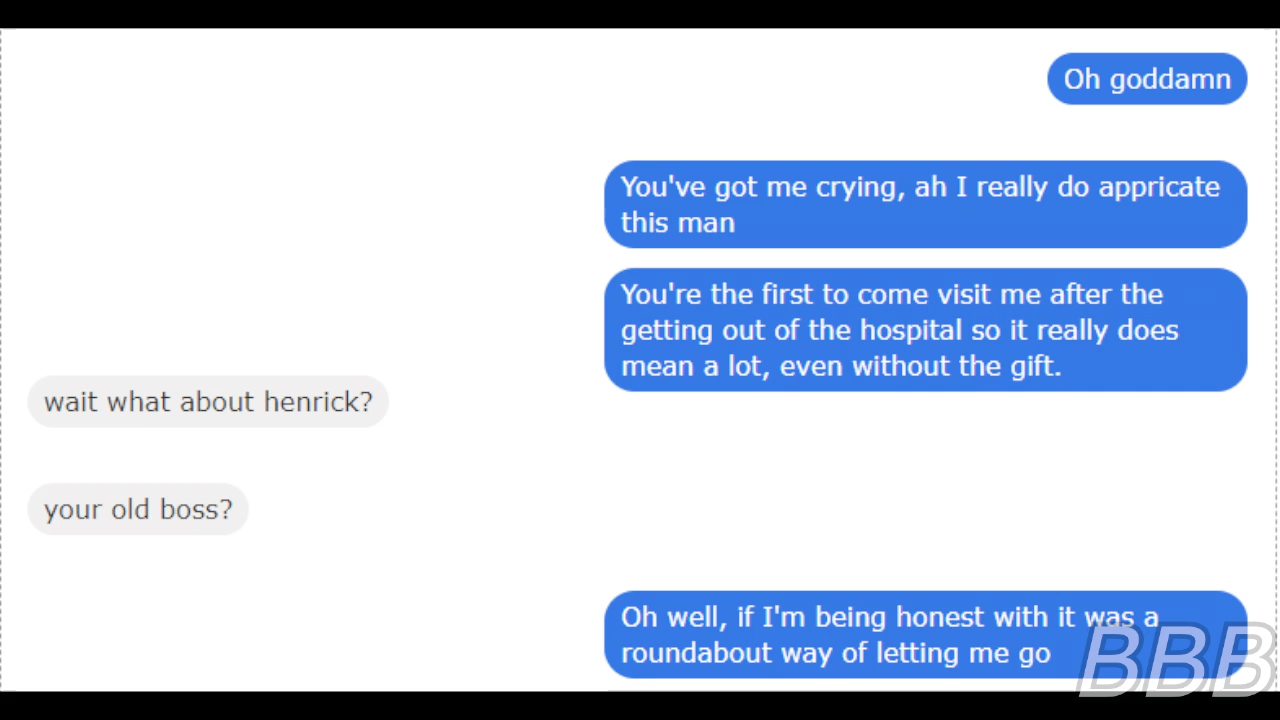 Oh goddamn
You've got me crying, ah I really do appricate
this man
You're the first to come visit me after the
getting out of the hospital so it really does
mean a lot, even without the gift.
wait what about henrick?
your old boss?
Oh well, if I'm being honest with it was a
roundabout way of letting me go
BBB